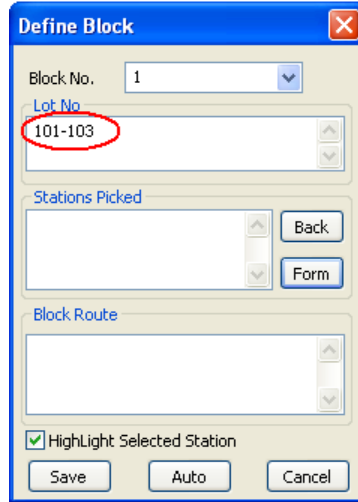 Define Block
Block No. 1
Lot No
101-103
Stations Picked
Back
Form
Block Route
HighLight Selected Station
Save Auto Cancel